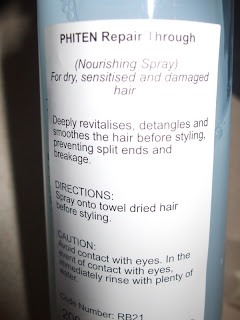 PHITEN Repair Through
(Nourishing Spray)
For dry, sensitised and damaged
hair
Deeply revitalises, detangles and
smoothes the hair before styling,
preventing split ends and
breakage.
DIRECTIONS:
Spray onto towel dried hair
before styling.
CAUTION:
Avoid contact with eyes. In the
event of contact with eyes,
immediately rinse with plenty of
water.
Code Number: RB21